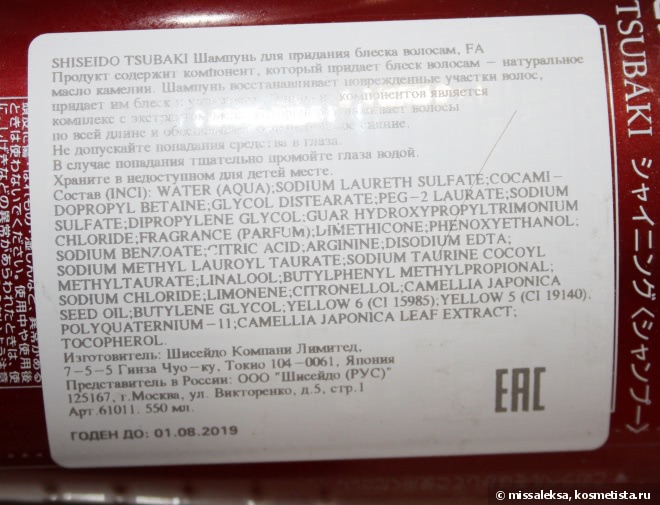 SHISEIDO TSUBAKI Шампунь для придания блеска волосам, FA
Продукт содержит компонент, который придает блеск волосам – натуральное
масло камелии. Шампунь восстанавливает поврежденные участки волос,
придает им блеск компонентов является
комплекс с волосы
по всей длине и сияние.
Не допускайте попадания средства в глаза.
В случае попадания тщательно промойте глаза водой.
Храните в недоступном для детей месте.
Состав (INCI): WATER (AQUA);SODIUM LAURETH SULFATE;COCAMI-
DOPROPYL BETAINE;GLYCOL DISTEARATE;PEG-2 LAURATE;SODIUM
SULFATE;DIPROPYLENE GLYCOL;GUAR HYDROXYPROPYLTRIMONIUM
CHLORIDE;FRAGRANCE (PARFUM);LIMETHICONE;PHENOXYETHANOL;
SODIUM BENZOATE;CITRIC ACID;ARGININE;DISODIUM EDTA;
SODIUM METHYL LAUROYL TAURATE;SODIUM TAURINE COCOYL
METHYLTAURATE;LINALOOL;BUTYLPHENYL METHYLPROPIONAL;
SODIUM CHLORIDE;LIMONENE;CITRONELLOL;CAMELLIA JAPONICA
SEED OIL;BUTYLENE GLYCOL;YELLOW 6 (CI 15985);YELLOW 5 (CI 19140).
POLYQUATERNIUM-11;CAMELLIA JAPONICA LEAF EXTRACT;
TOCOPHEROL.
Изготовитель: Шисейдо Компани Лимитед,
7-5-5 Гинза Чуо-ку, Токио 104-0061, Япония
Представитель в России: ООО "Шисейдо (РУС)"
125167, г.Москва, ул. Викторенко, д.5, стр.1
Арт.61011. 550 мл.
ГОДЕН ДО: 01.08.2019
EAC
TSUBAKI シャイニング〈シャンプー〉
© missaleksa, kosmetista.ru